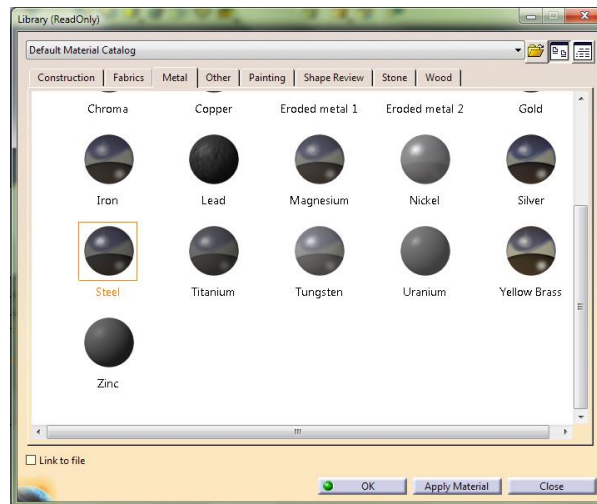 Library (ReadOnly)
Default Material Catalog
Construction Fabrics Metal Other Painting Shape Review Stone Wood
Chroma Copper Eroded metal 1 Eroded metal 2 Gold
Iron Lead Magnesium Nickel Silver
Steel Titanium Tungsten Uranium Yellow Brass
Zinc
Link to file
OK Apply Material Close